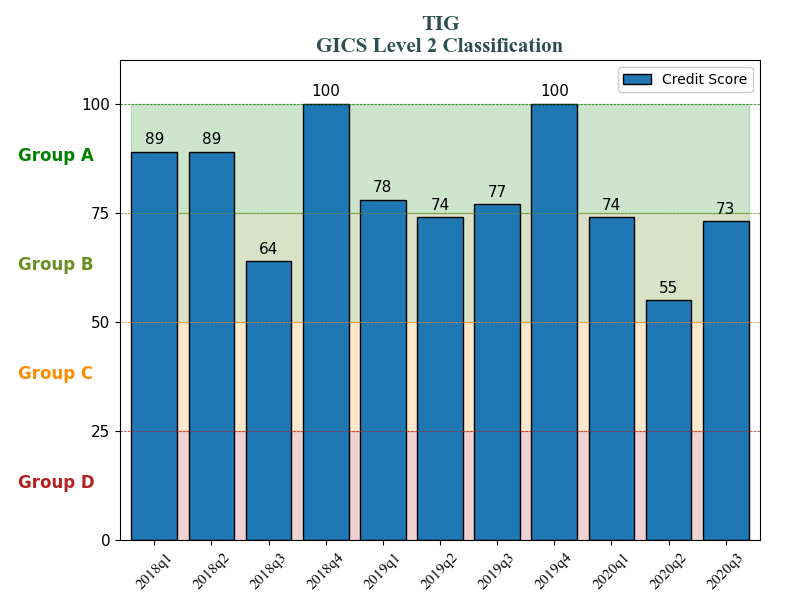 TIG
GICS Level 2 Classification
Credit Score
100
75
50
25
0
Group A
Group B
Group C
Group D
89
89
64
100
78
74
77
100
74
55
73
2018q1
2018q2
2018q3
2018q4
2019q1
2019q2
2019q3
2019q4
2020q1
2020q2
2020q3